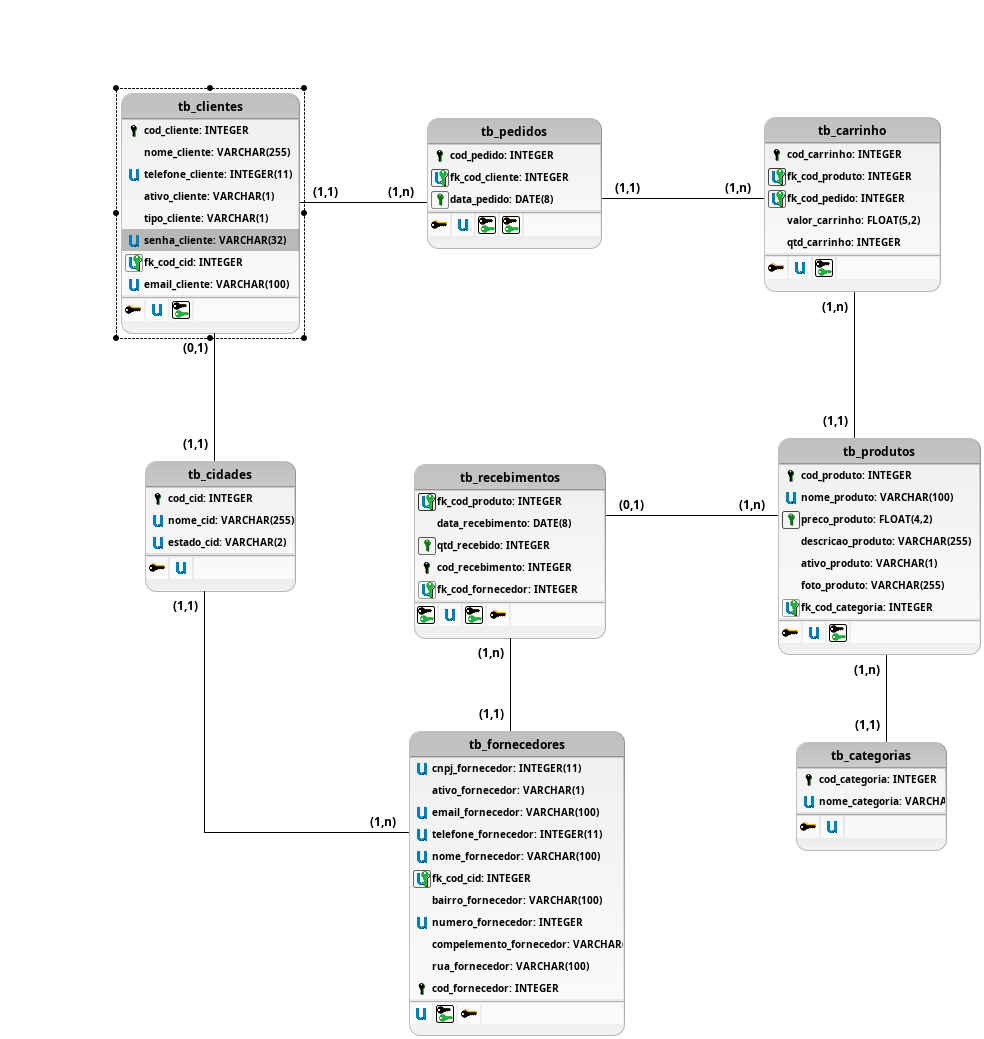 tb_clientes
cod_cliente: INTEGER
nome_cliente: VARCHAR(255)
telefone_cliente: INTEGER(11)
ativo_cliente: VARCHAR(1)
tipo_cliente: VARCHAR(1)
senha_cliente: VARCHAR(32)
fk_cod_cid: INTEGER
email_cliente: VARCHAR(100)
(1,1)
(1,n)
tb_pedidos
cod_pedido: INTEGER
fk_cod_cliente: INTEGER
data_pedido: DATE(8)
(1,1)
(1,n)
tb_carrinho
cod_carrinho: INTEGER
fk_cod_produto: INTEGER
fk_cod_pedido: INTEGER
valor_carrinho: FLOAT(5,2)
qtd_carrinho: INTEGER
(1,n)
(1,1)
(0,1)
(1,1)
tb_cidades
cod_cid: INTEGER
nome_cid: VARCHAR(255)
estado_cid: VARCHAR(2)
(1,1)
(1,n)
tb_recebimentos
fk_cod_produto: INTEGER
data_recebimento: DATE(8)
qtd_recebido: INTEGER
cod_recebimento: INTEGER
fk_cod_fornecedor: INTEGER
(0,1)
(1,n)
tb_produtos
cod_produto: INTEGER
nome_produto: VARCHAR(100)
preco_produto: FLOAT(4,2)
descricao_produto: VARCHAR(255)
ativo_produto: VARCHAR(1)
foto_produto: VARCHAR(255)
fk_cod_categoria: INTEGER
(1,n)
(1,1)
(1,n)
(1,1)
tb_fornecedores
cnpj_fornecedor: INTEGER(11)
ativo_fornecedor: VARCHAR(1)
email_fornecedor: VARCHAR(100)
telefone_fornecedor: INTEGER(11)
nome_fornecedor: VARCHAR(100)
fk_cod_cid: INTEGER
bairro_fornecedor: VARCHAR(100)
numero_fornecedor: INTEGER
compelemento_fornecedor: VARCHAR(
rua_fornecedor: VARCHAR(100)
cod_fornecedor: INTEGER
tb_categorias
cod_categoria: INTEGER
nome_categoria: VARCHA